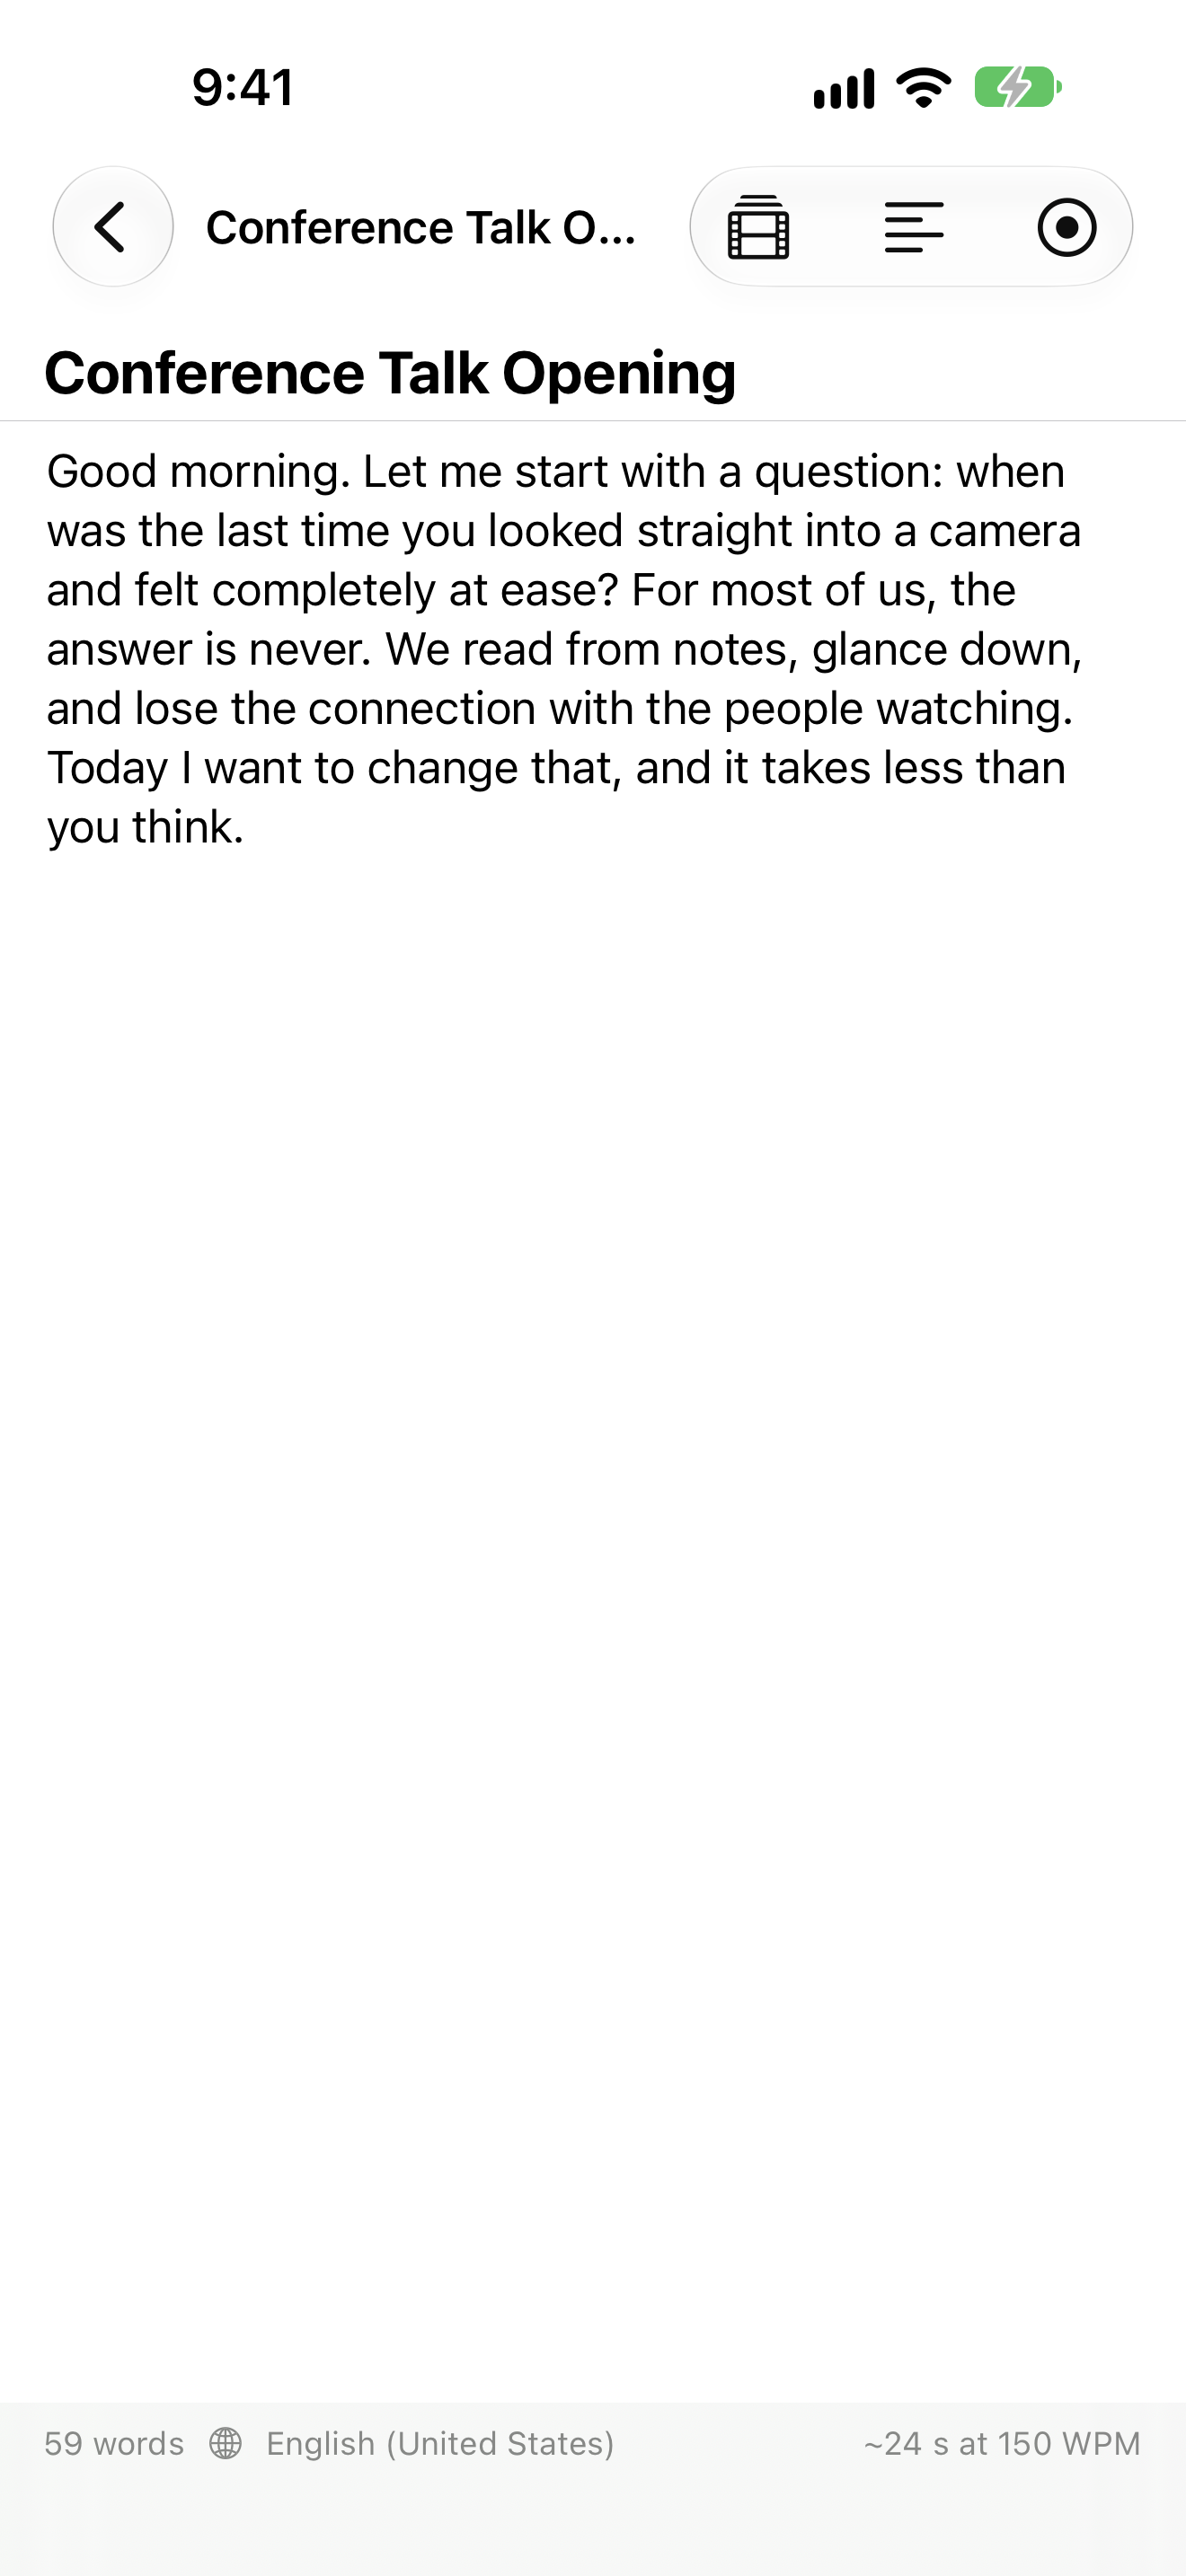 9:41
Conference Talk O...
Conference Talk Opening
Good morning. Let me start with a question: when
was the last time you looked straight into a camera
and felt completely at ease? For most of us, the
answer is never. We read from notes, glance down,
and lose the connection with the people watching.
Today I want to change that, and it takes less than
you think.
59 words English (United States) ~24 s at 150 WPM